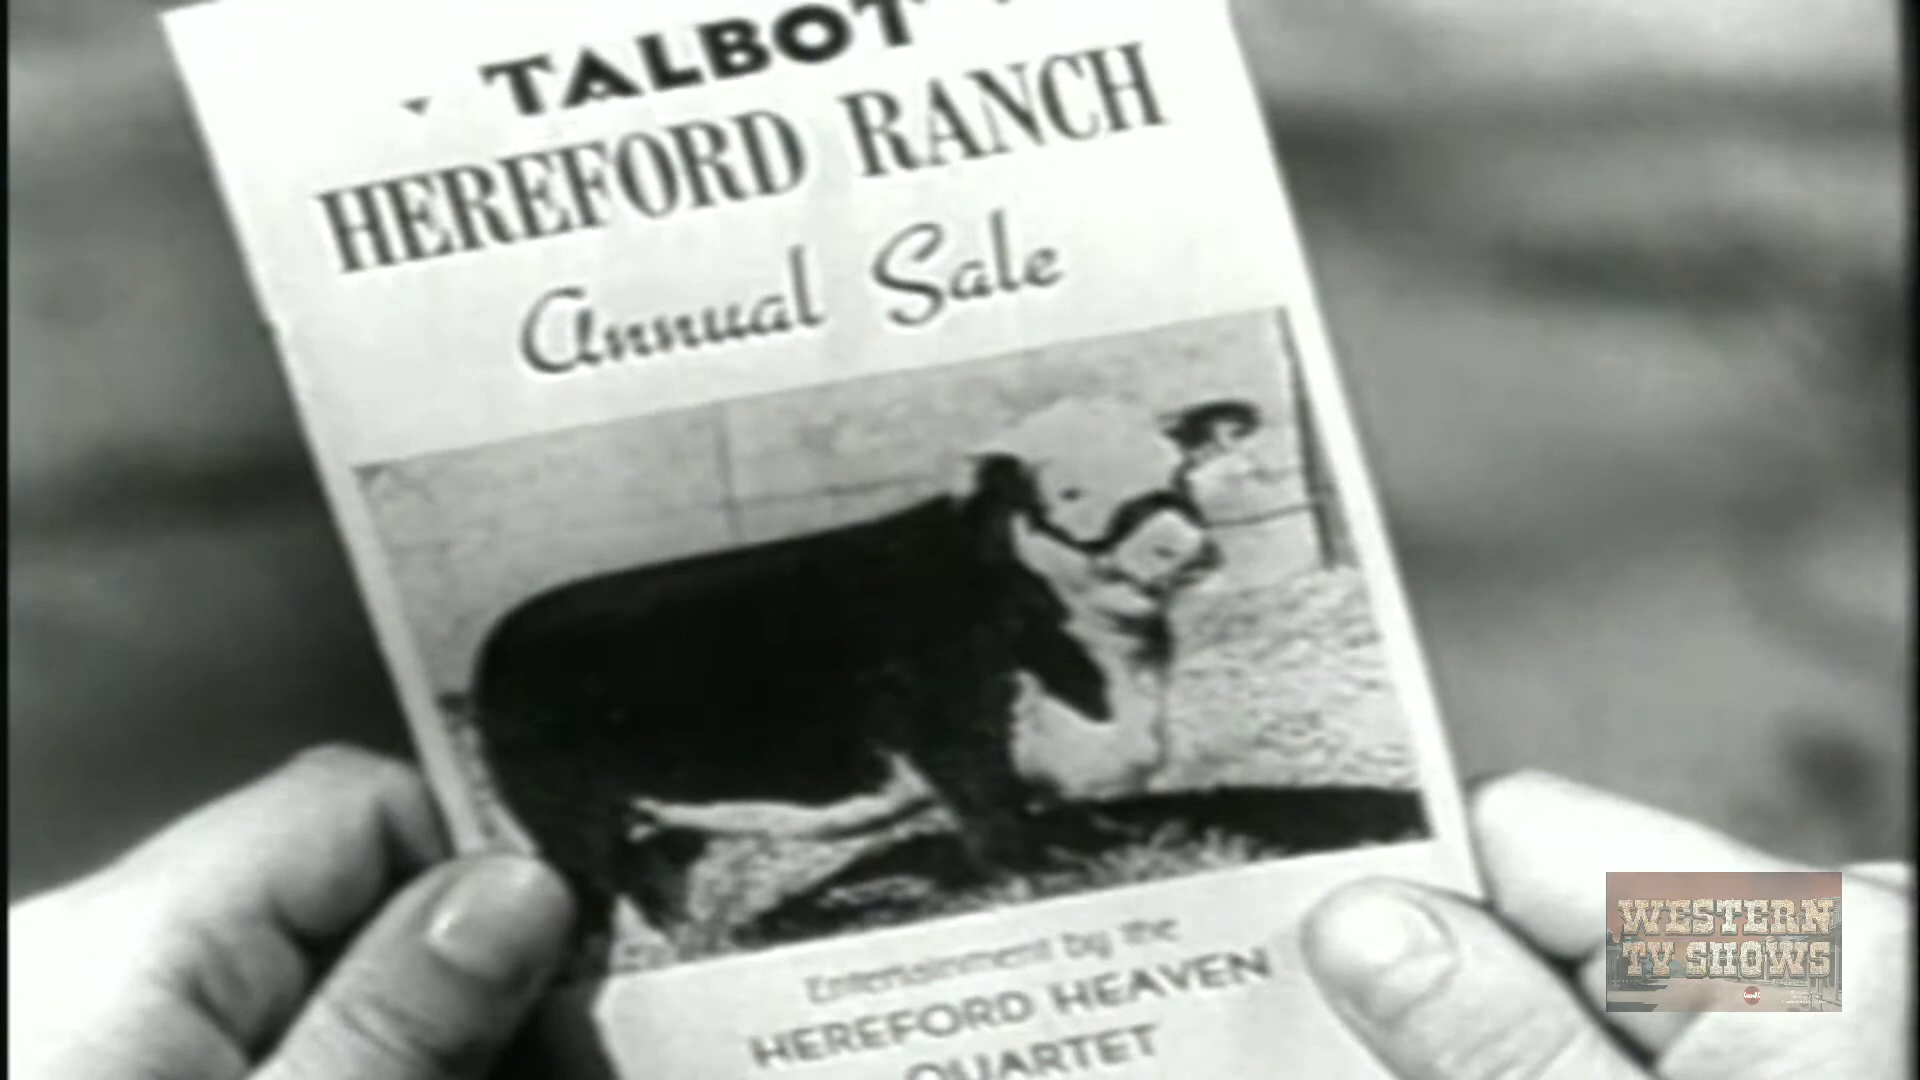 TALBOT
HEREFORD RANCH
Annual Sale
Entertainment by the
HEREFORD HEAVEN
QUARTET
WESTERN
TV SHOWS